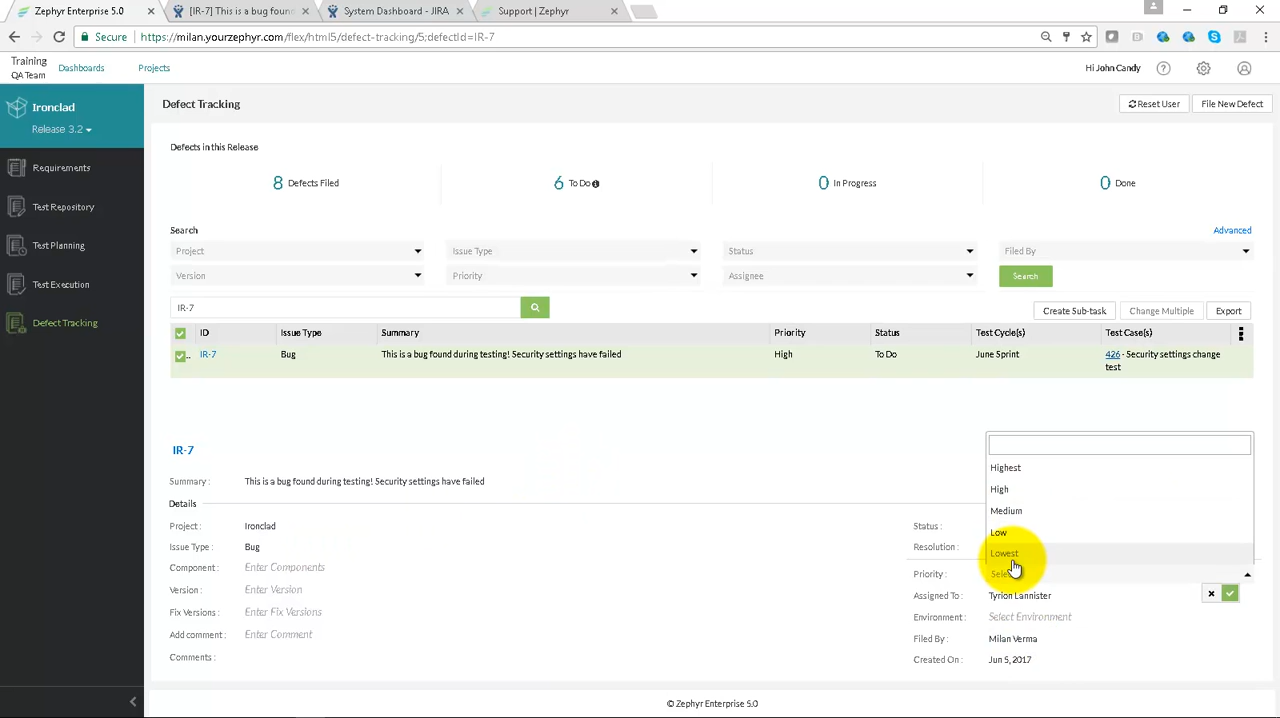 Zephyr Enterprise 5.0
[IR-7] This is a bug foun
System Dashboard - JIRA
Support | Zephyr
Secure
https://milan.yourzephyr.com/flex/html5/defect-tracking/5;defectId=IR-7
Training
QA Team
Dashboards
Projects
Hi John Candy
Ironclad
Release 3.2
Requirements
Test Repository
Test Planning
Test Execution
Defect Tracking
Defect Tracking
Reset User
File New Defect
Defects in this Release
8 Defects Filed
6 To Do
0 In Progress
0 Done
Search
Advanced
Project
Issue Type
Status
Filed By
Version
Priority
Assignee
Search
IR-7
Create Sub-task
Change Multiple
Export
ID
Issue Type
Summary
Priority
Status
Test Cycle(s)
Test Case(s)
IR-7
Bug
This is a bug found during testing! Security settings have failed
High
To Do
June Sprint
426 - Security settings change
test
IR-7
Summary :
This is a bug found during testing! Security settings have failed
Details
Project :
Ironclad
Issue Type :
Bug
Component :
Enter Components
Version :
Enter Version
Fix Versions :
Enter Fix Versions
Add comment :
Enter Comment
Comments :
Highest
High
Medium
Low
Lowest
Status :
Resolution :
Priority :
Assigned To :
Tyrion Lannister
Environment :
Select Environment
Filed By :
Milan Verma
Created On :
Jun 5, 2017
© Zephyr Enterprise 5.0